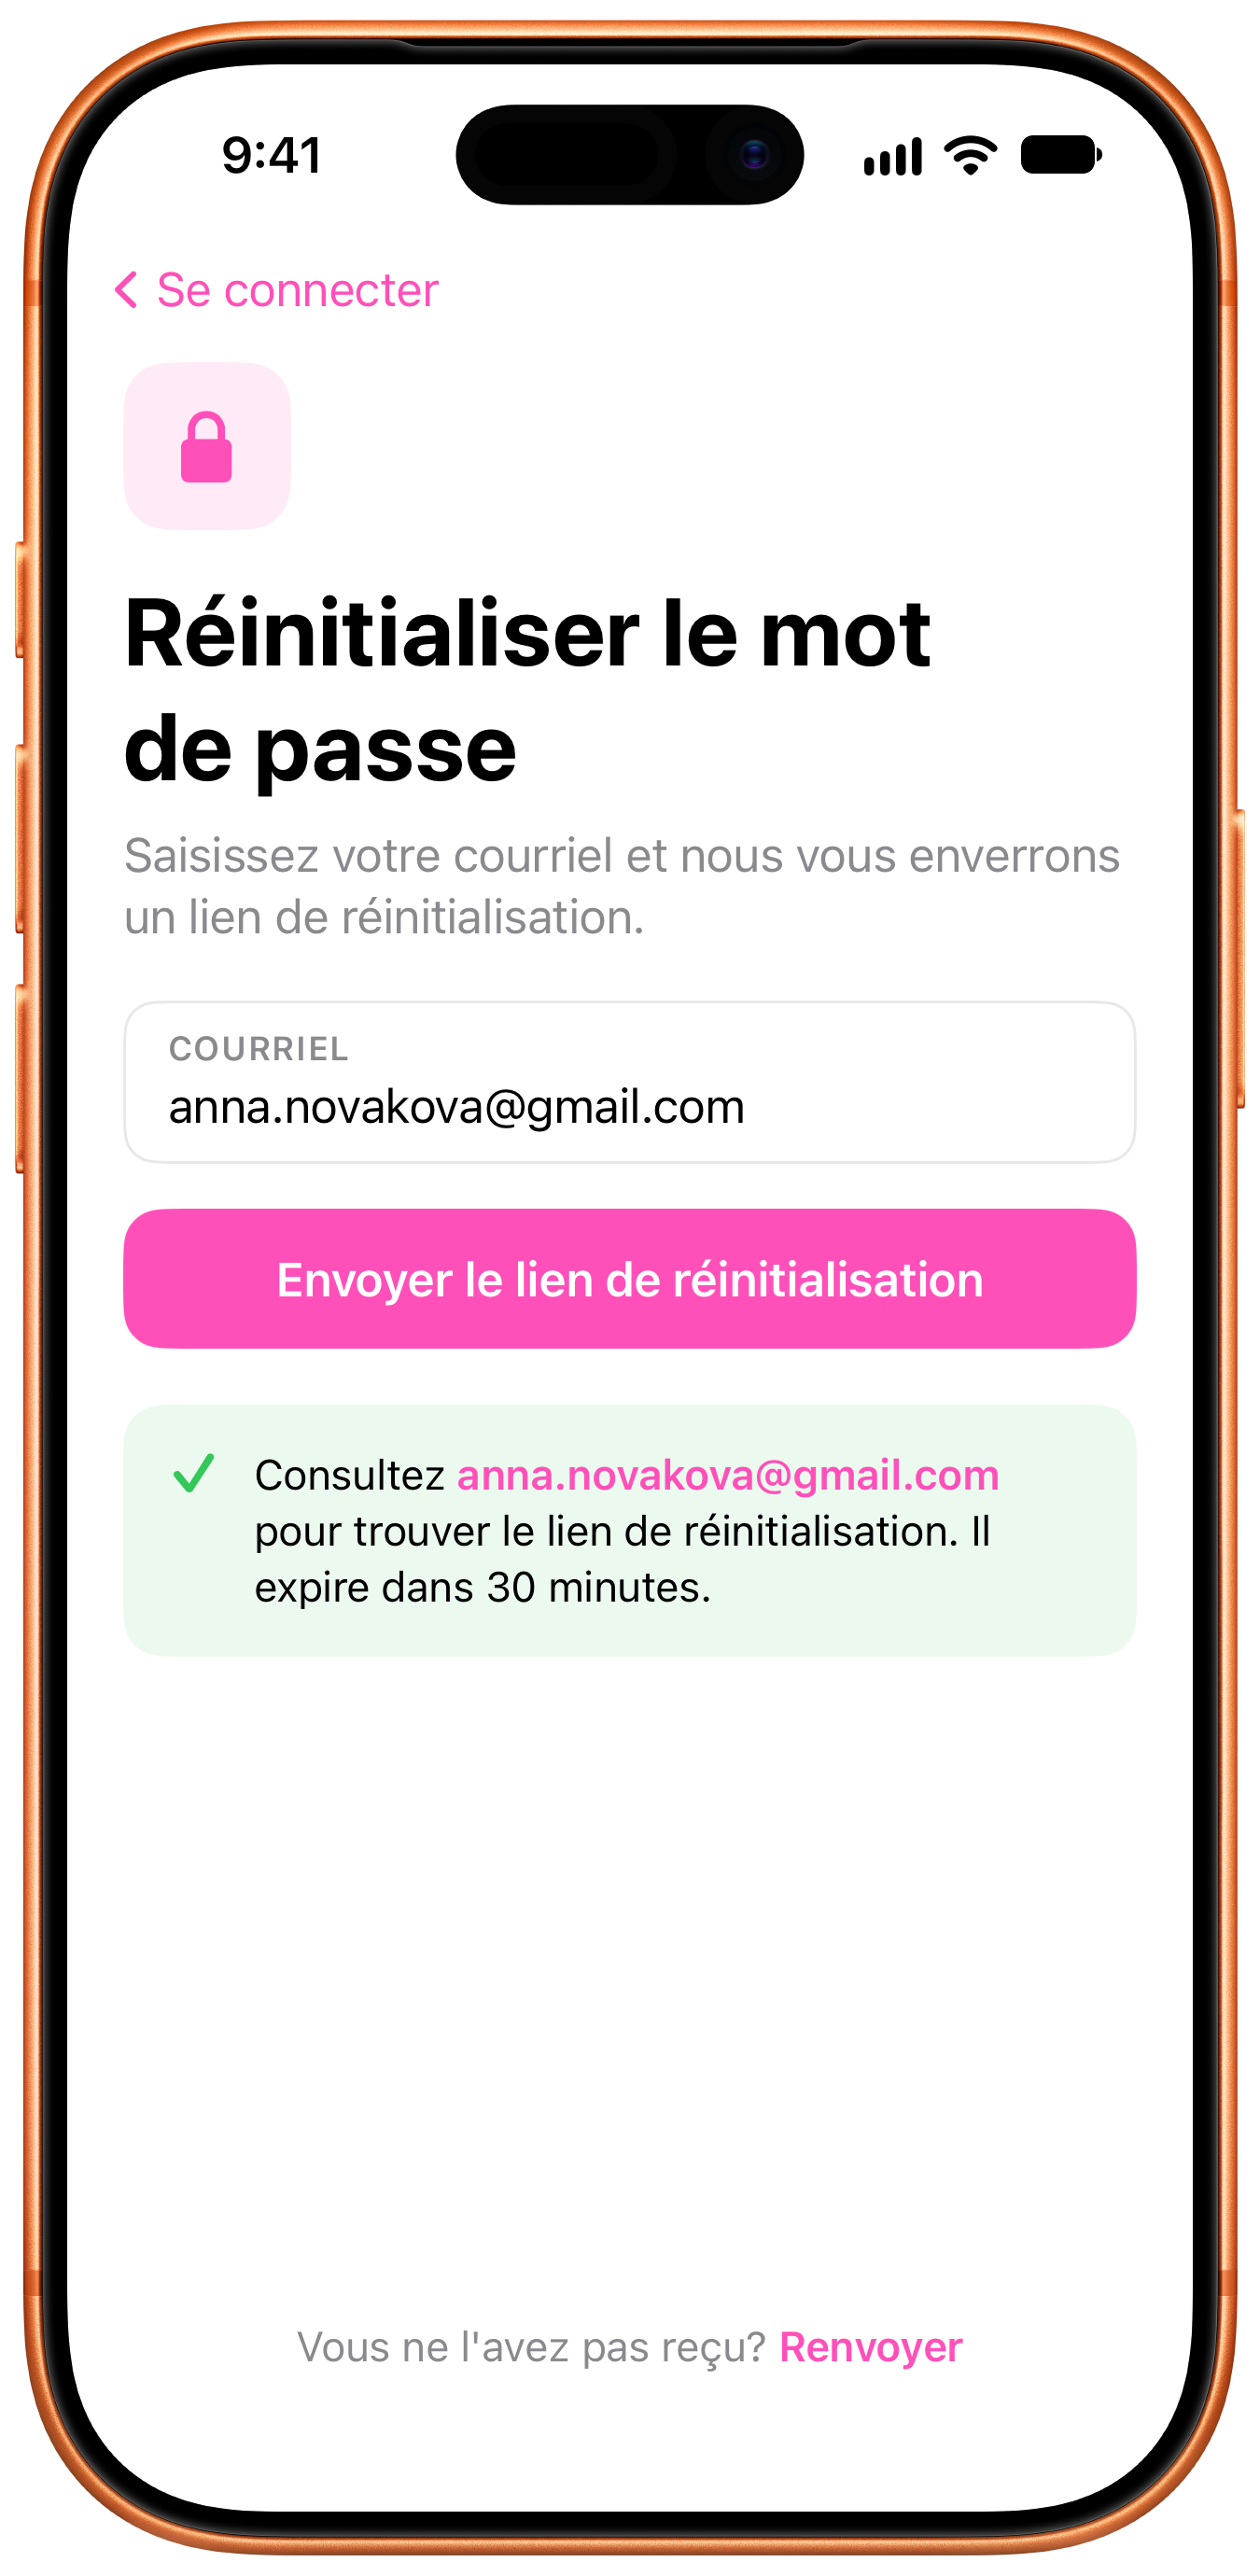 9:41
Se connecter
Réinitialiser le mot
de passe
Saisissez votre courriel et nous vous enverrons
un lien de réinitialisation.
COURRIEL
anna.novakova@gmail.com
Envoyer le lien de réinitialisation
Consultez anna.novakova@gmail.com
pour trouver le lien de réinitialisation. Il
expire dans 30 minutes.
Vous ne l'avez pas reçu? Renvoyer